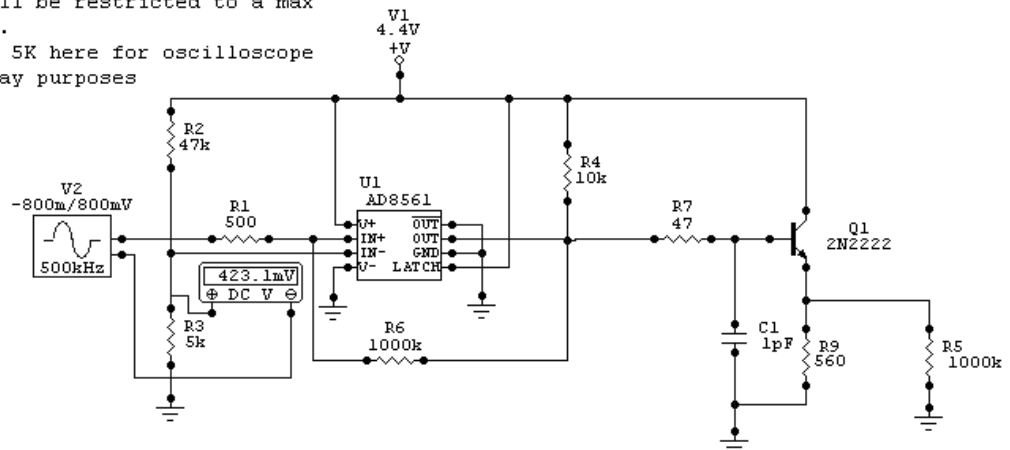 ll be restricted to a max
.
5K here for oscilloscope
ay purposes
V1
4.4V
+V
R2
47k
V2
-800m/800mV
500kHz
R1
500
U1
AD8561
V+
IN+
IN-
V-
OUT
OUT
GND
LATCH
R4
10k
R7
47
Q1
2N2222
423.1mV
DC V
R3
5k
R6
1000k
C1
1pF
R9
560
R5
1000k